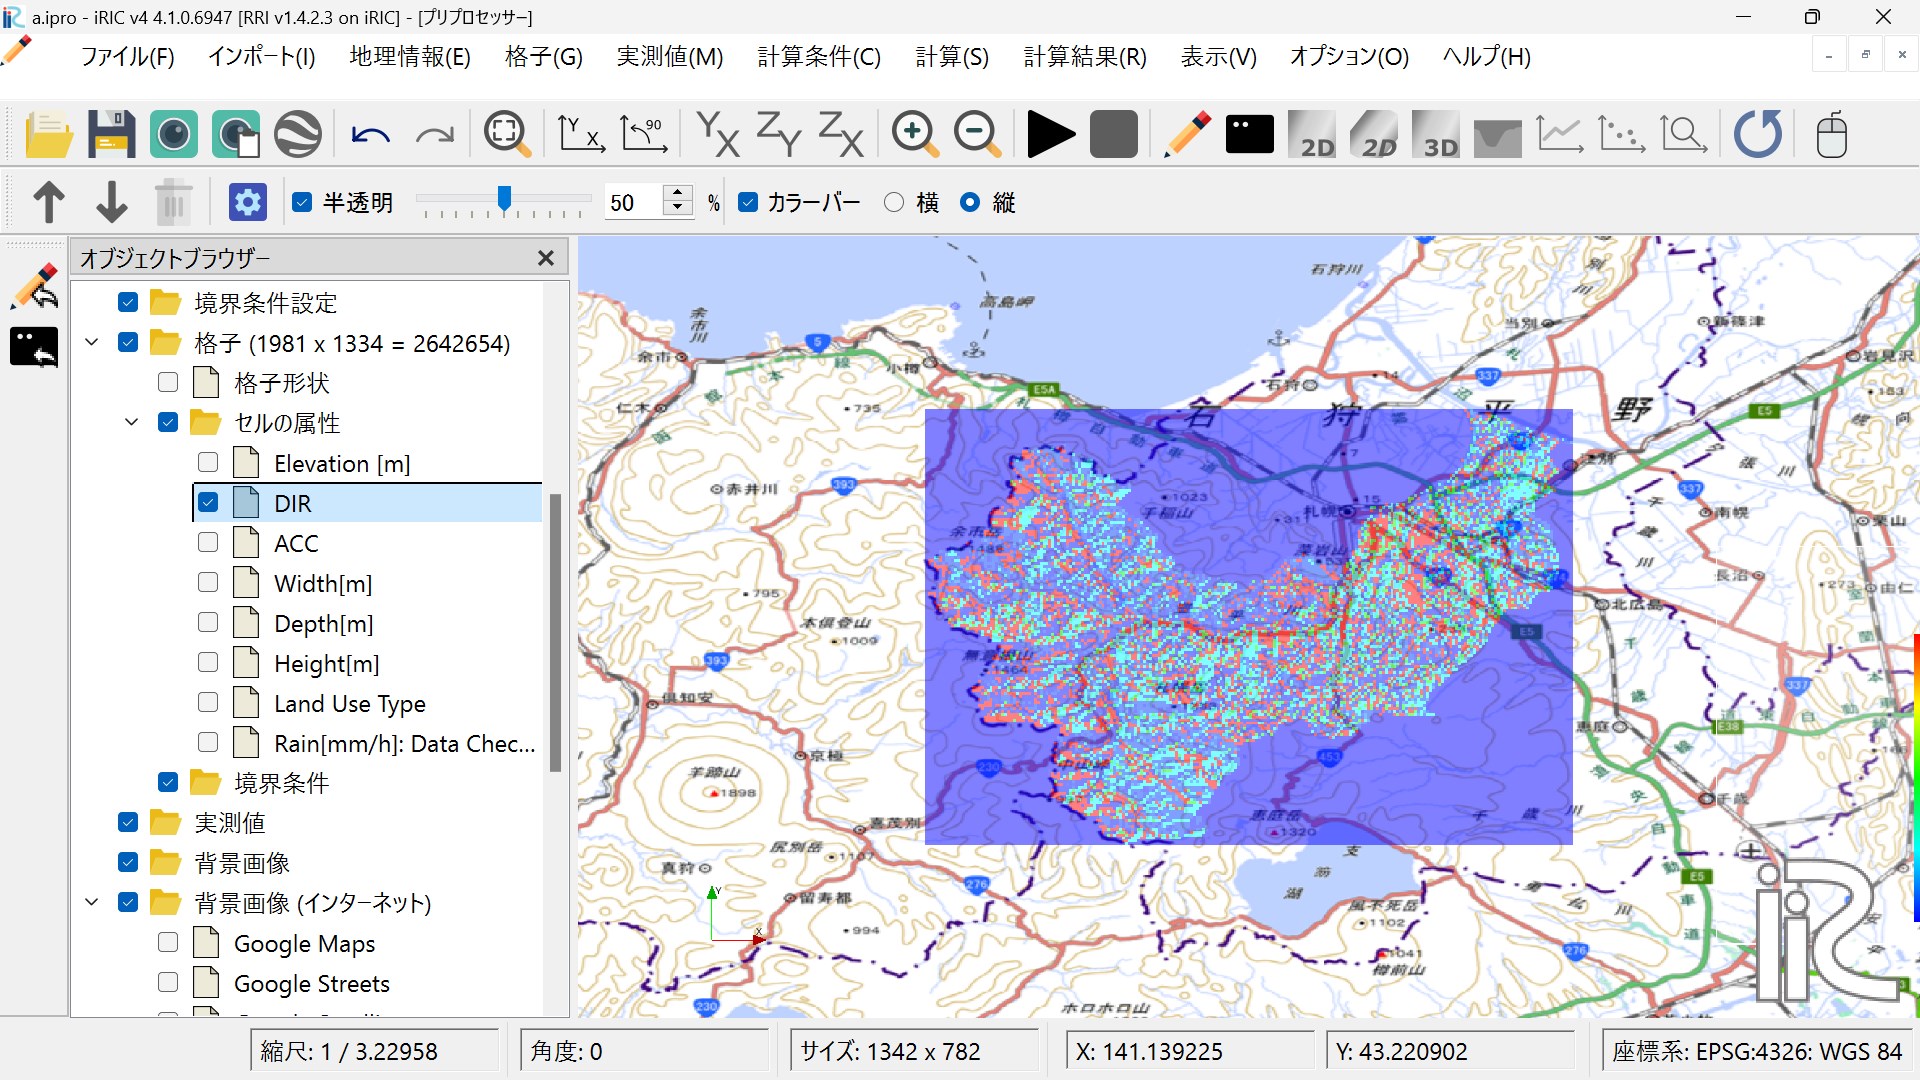 a.ipro - iRIC v4 4.1.0.6947 [RRI v1.4.2.3 on iRIC] - [プリプロセッサー]
ファイル(F) インポート(I) 地理情報(E) 格子(G) 実測値(M) 計算条件(C) 計算(S) 計算結果(R) 表示(V) オプション(O) ヘルプ(H)
半透明 50 % カラーバー 横 縦
オブジェクトブラウザー
境界条件設定
格子 (1981 x 1334 = 2642654)
格子形状
セルの属性
Elevation [m]
DIR
ACC
Width[m]
Depth[m]
Height[m]
Land Use Type
Rain[mm/h]: Data Chec...
境界条件
実測値
背景画像
背景画像 (インターネット)
Google Maps
Google Streets
石狩川
高島岬
余市川
当別
新篠津
岩見沢
余市
小樽
石狩
仁木
735
石 狩 平 野
赤井川
1023
手稲山
札幌
江別
南幌
栗山
余市岳
1488
藻岩山
長沼
273
由仁
795
本倶登山
1009
北広島
無意根山
1464
倶知安
恵庭
京極
羊蹄山
1898
喜茂別
恵庭岳
1320
千歳
千歳川
尻別岳
1107
真狩
支笏湖
留寿都
994
風不死岳
1102
1041
樽前山
ホロホロ山
縮尺: 1 / 3.22958 角度: 0 サイズ: 1342 x 782 X: 141.139225 Y: 43.220902 座標系: EPSG:4326: WGS 84